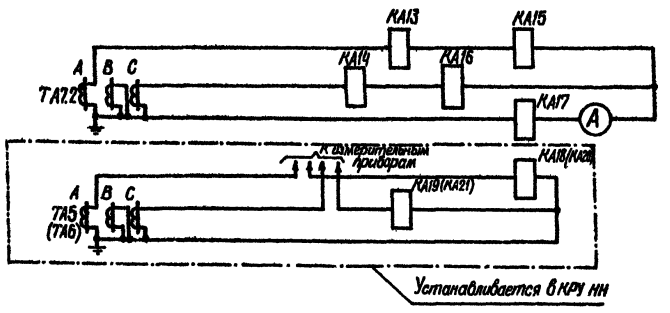 КА13
КА15
КА14
КА16
А В С
ТА7.2
КА17
А
к измерительным
приборам
КА18(КА20)
А В С
КА19(КА21)
ТА5
(ТА6)
Устанавливается в КРУ НН